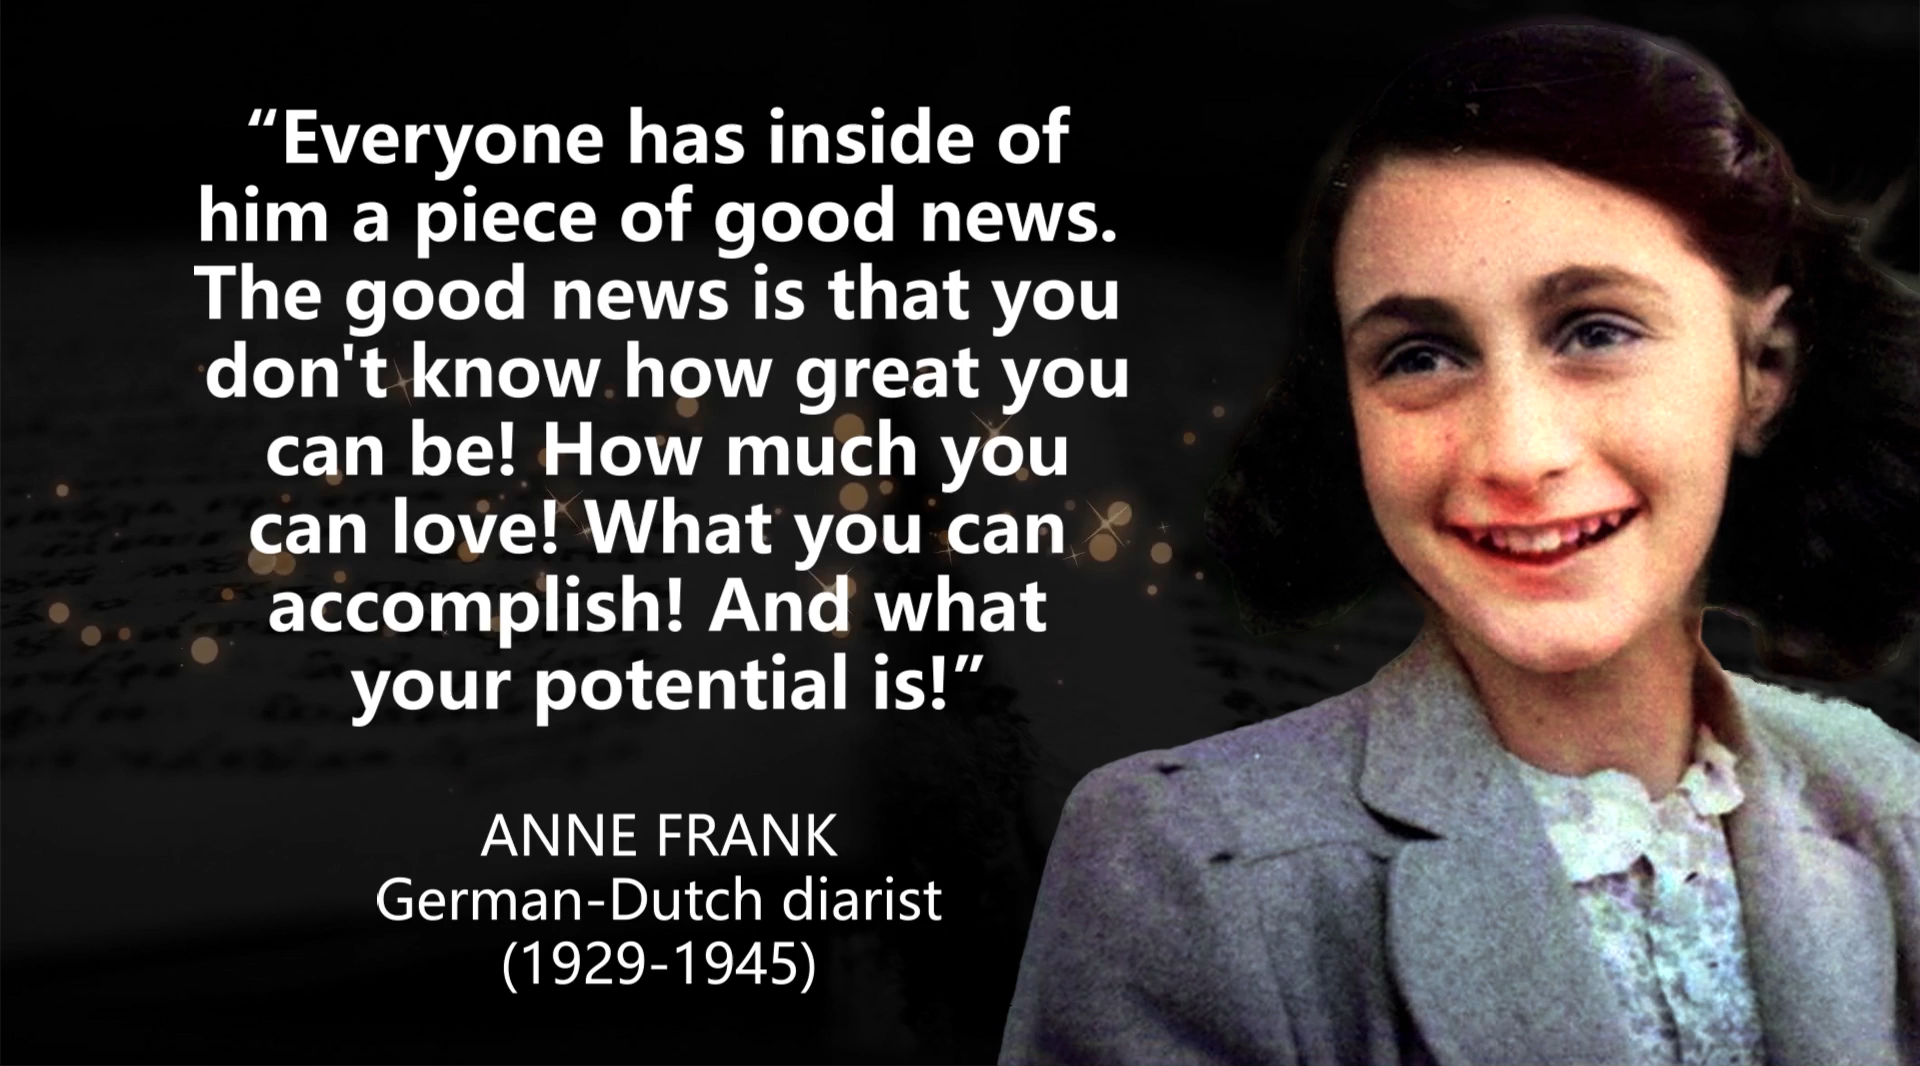 “Everyone has inside of
him a piece of good news.
The good news is that you
don't know how great you
can be! How much you
can love! What you can
accomplish! And what
your potential is!”
ANNE FRANK
German-Dutch diarist
(1929-1945)